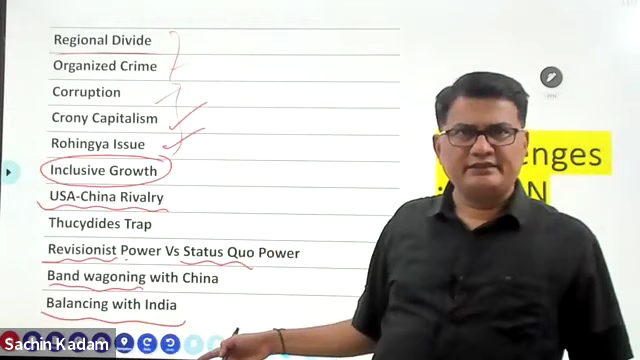 Regional Divide
Organized Crime
Corruption
Crony Capitalism
Rohingya Issue
Inclusive Growth
USA-China Rivalry
Thucydides Trap
Revisionist Power Vs Status Quo Power
Band wagoning with China
Balancing with India
Sachin Kadam